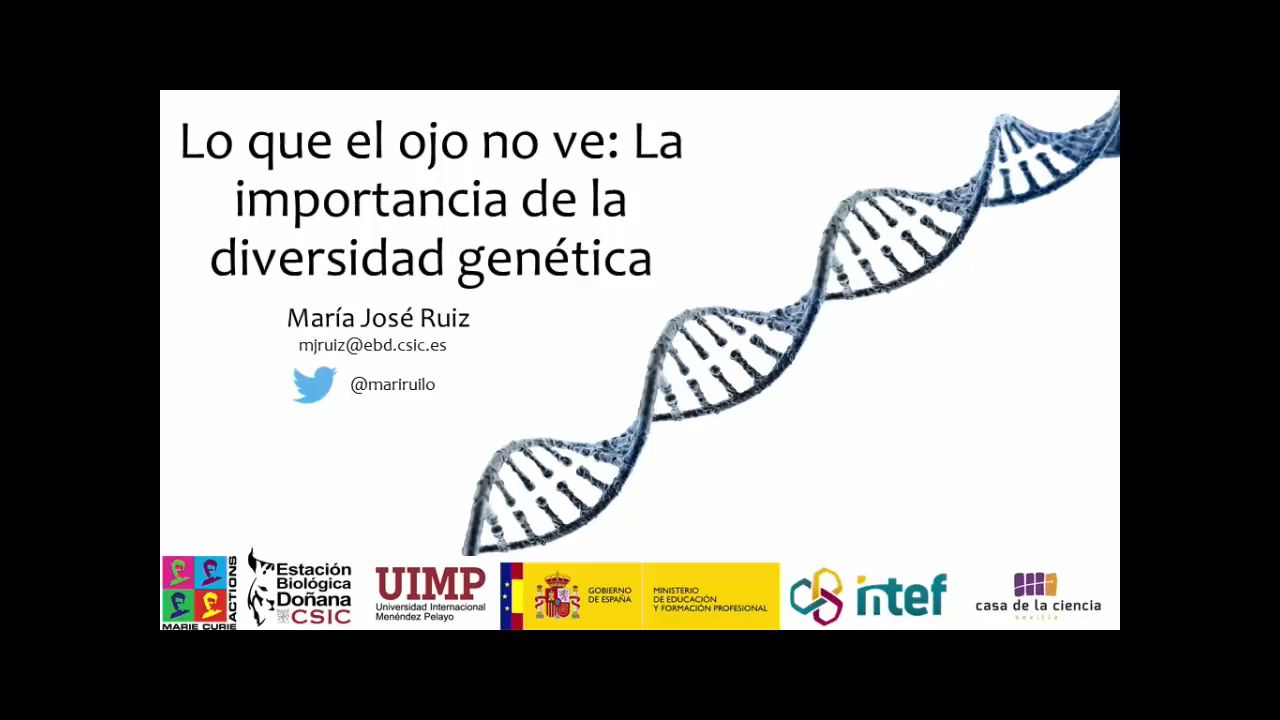 Lo que el ojo no ve: La
importancia de la
diversidad genética
María José Ruiz
mjruiz@ebd.csic.es
@mariruilo
MARIE CURIE
ACTIONS
Estación
Biológica
Doñana
CSIC
UIMP
Universidad Internacional
Menéndez Pelayo
GOBIERNO
DE ESPAÑA
MINISTERIO
DE EDUCACIÓN
Y FORMACIÓN PROFESIONAL
intef
casa de la ciencia
sevilla